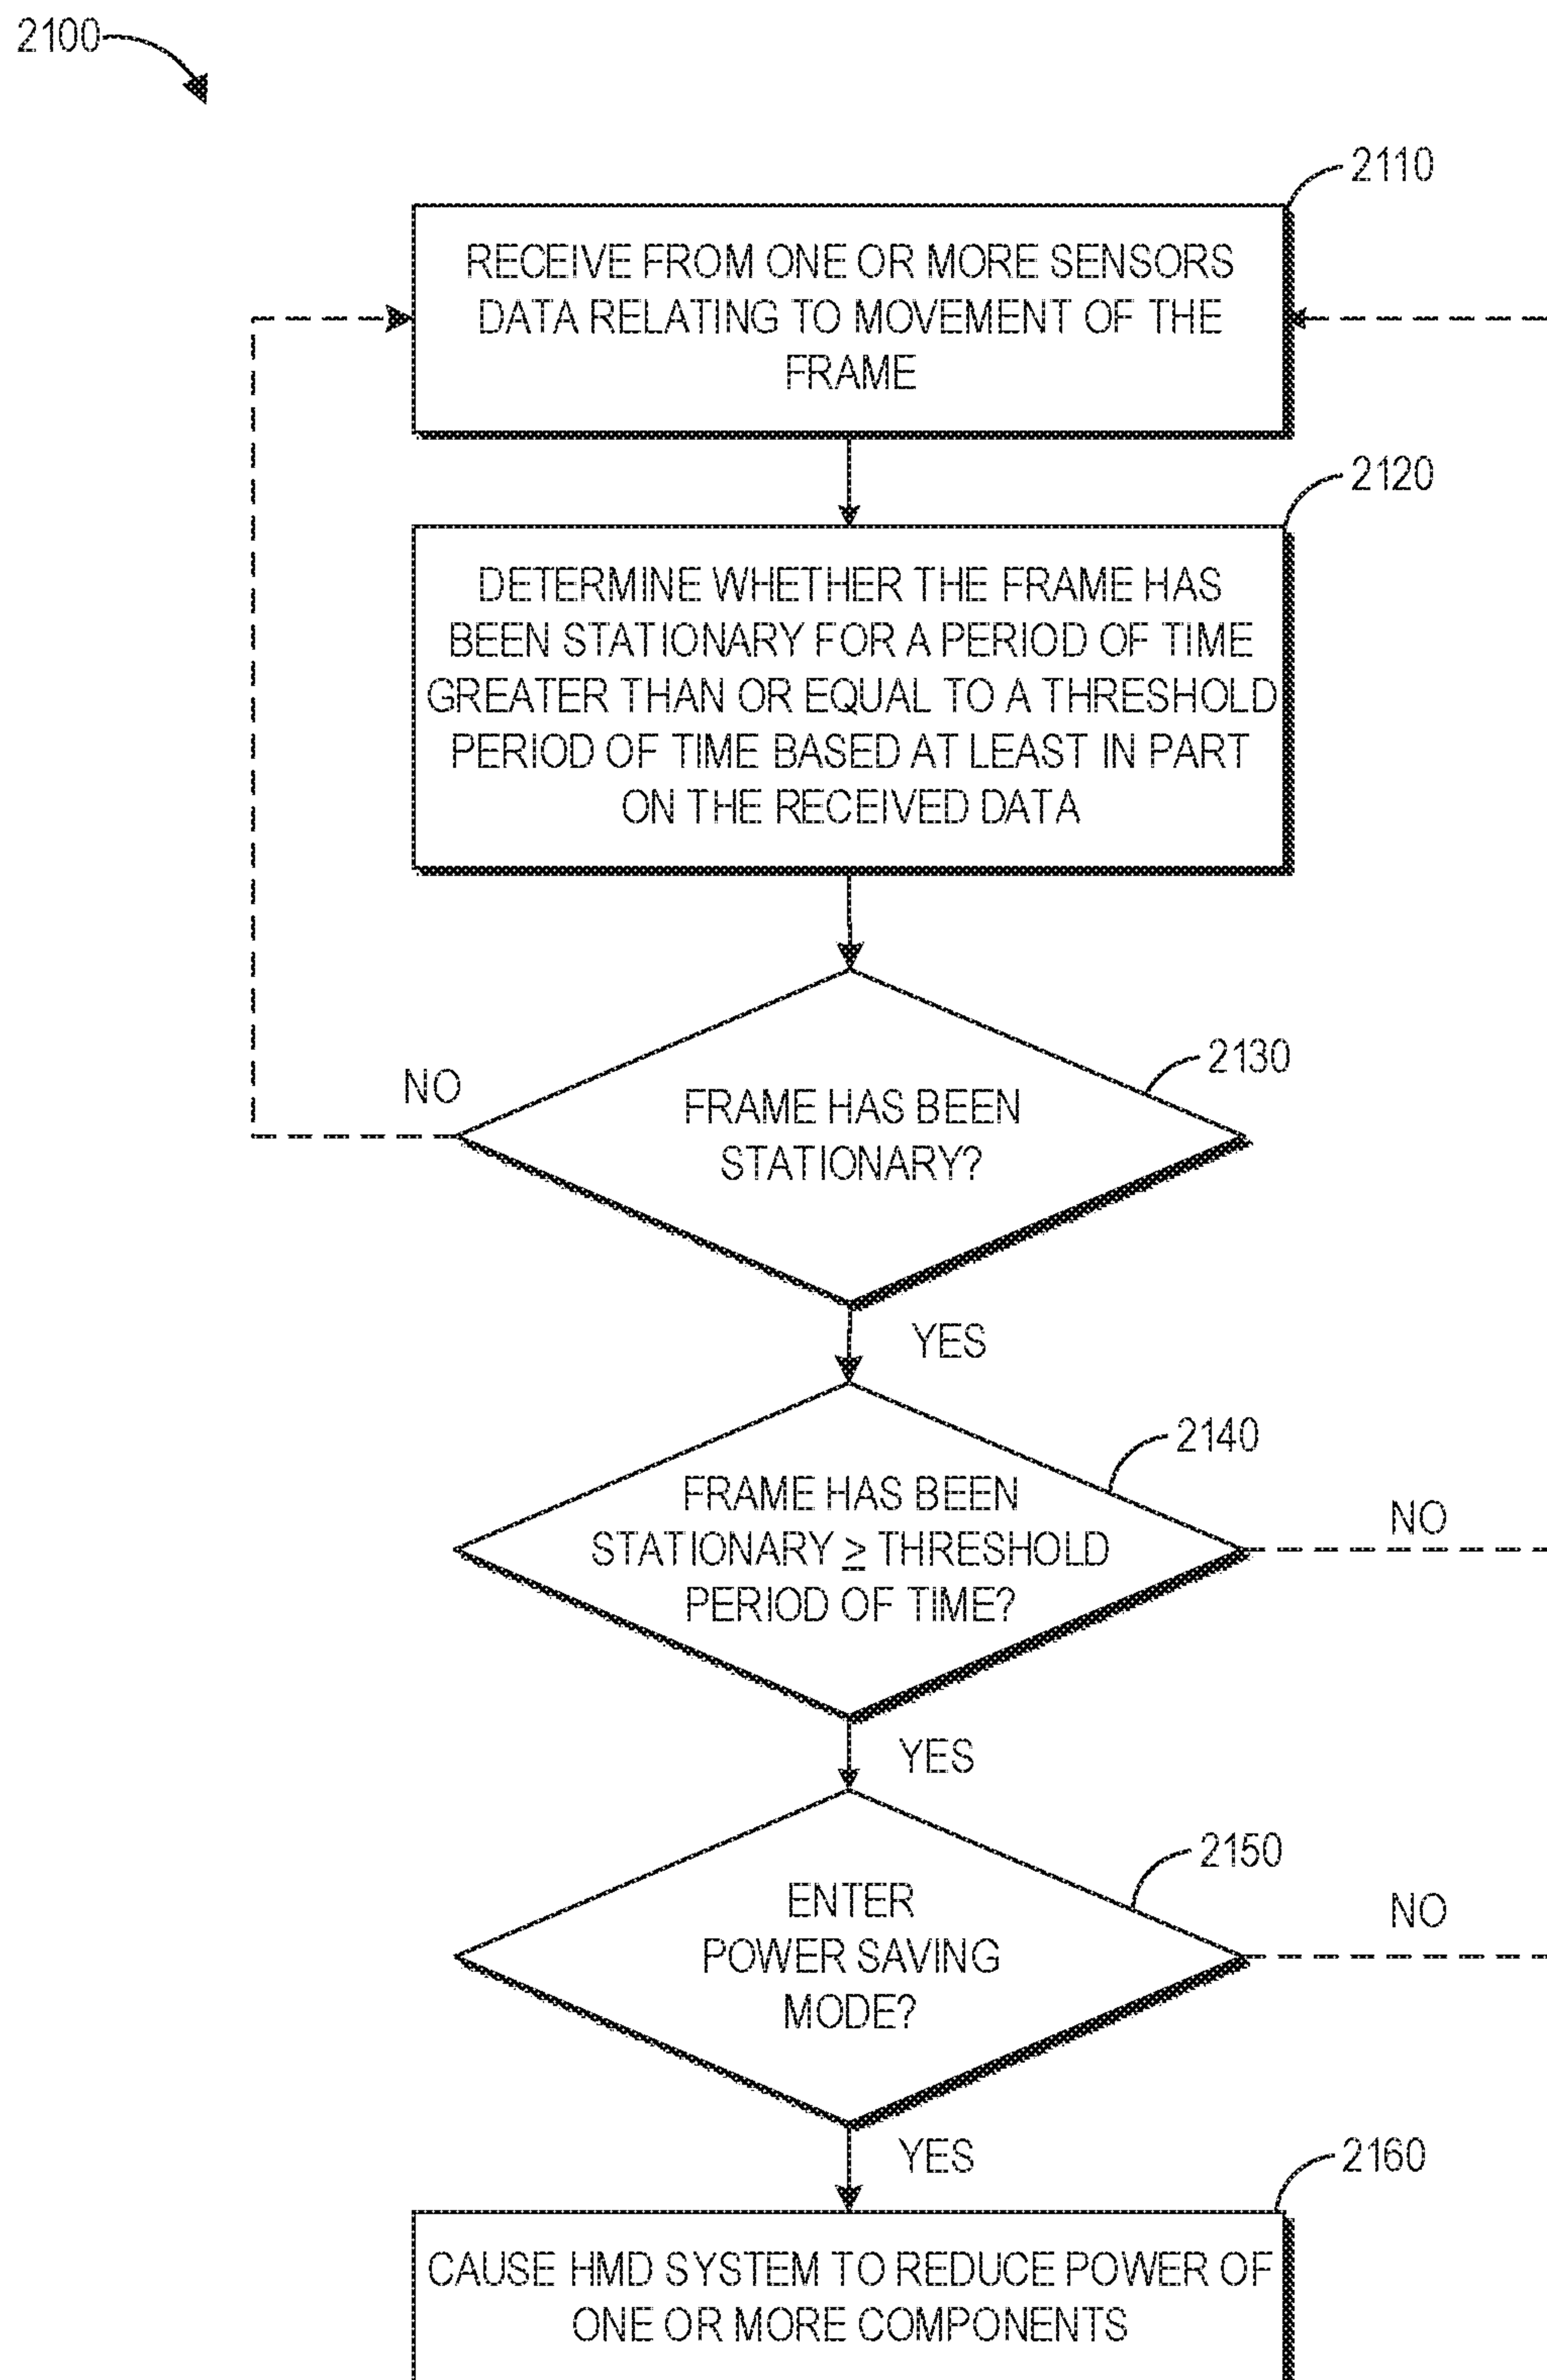 2100
2110
RECEIVE FROM ONE OR MORE SENSORS
DATA RELATING TO MOVEMENT OF THE
FRAME
2120
DETERMINE WHETHER THE FRAME HAS
BEEN STATIONARY FOR A PERIOD OF TIME
GREATER THAN OR EQUAL TO A THRESHOLD
PERIOD OF TIME BASED AT LEAST IN PART
ON THE RECEIVED DATA
2130
NO
FRAME HAS BEEN
STATIONARY?
YES
2140
FRAME HAS BEEN
STATIONARY ≥ THRESHOLD
PERIOD OF TIME?
NO
YES
2150
ENTER
POWER SAVING
MODE?
NO
YES
2160
CAUSE HMD SYSTEM TO REDUCE POWER OF
ONE OR MORE COMPONENTS